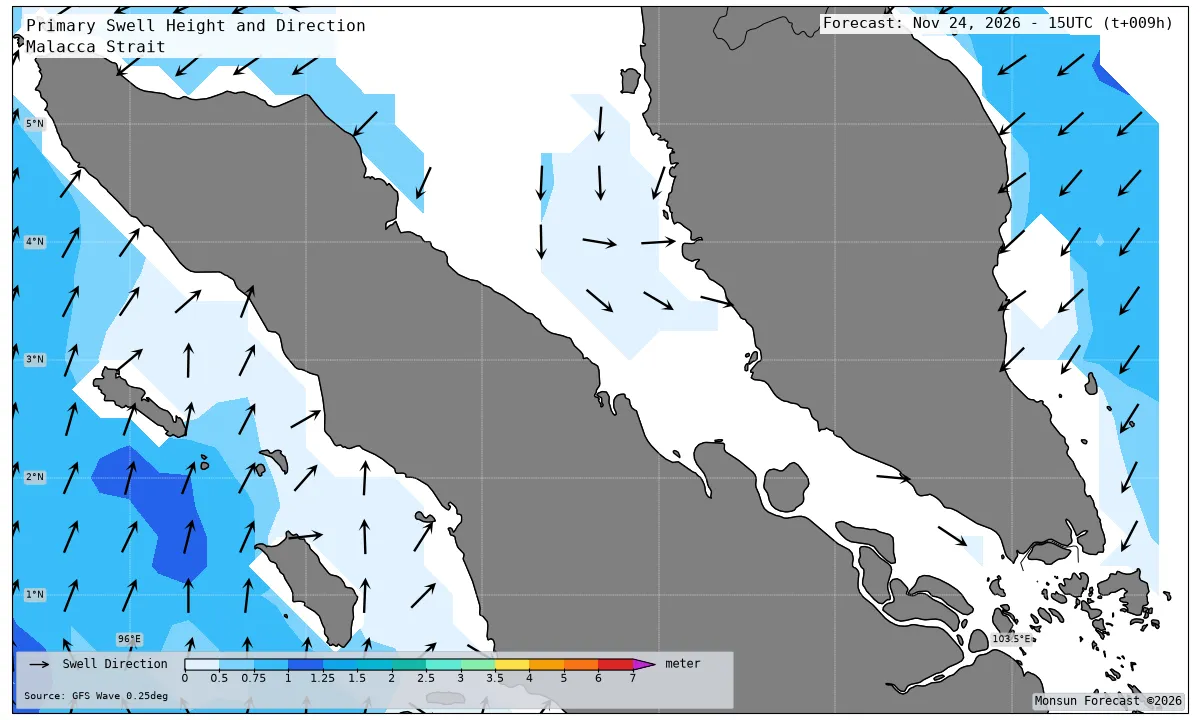 Primary Swell Height and Direction
Malacca Strait
Forecast: Nov 24, 2026 - 15UTC (t+009h)
5°N
4°N
3°N
2°N
1°N
96°E
103.5°E
Swell Direction
0 0.5 0.75 1 1.25 1.5 2 2.5 3 3.5 4 5 6 7
meter
Source: GFS Wave 0.25deg
Monsun Forecast ©2026